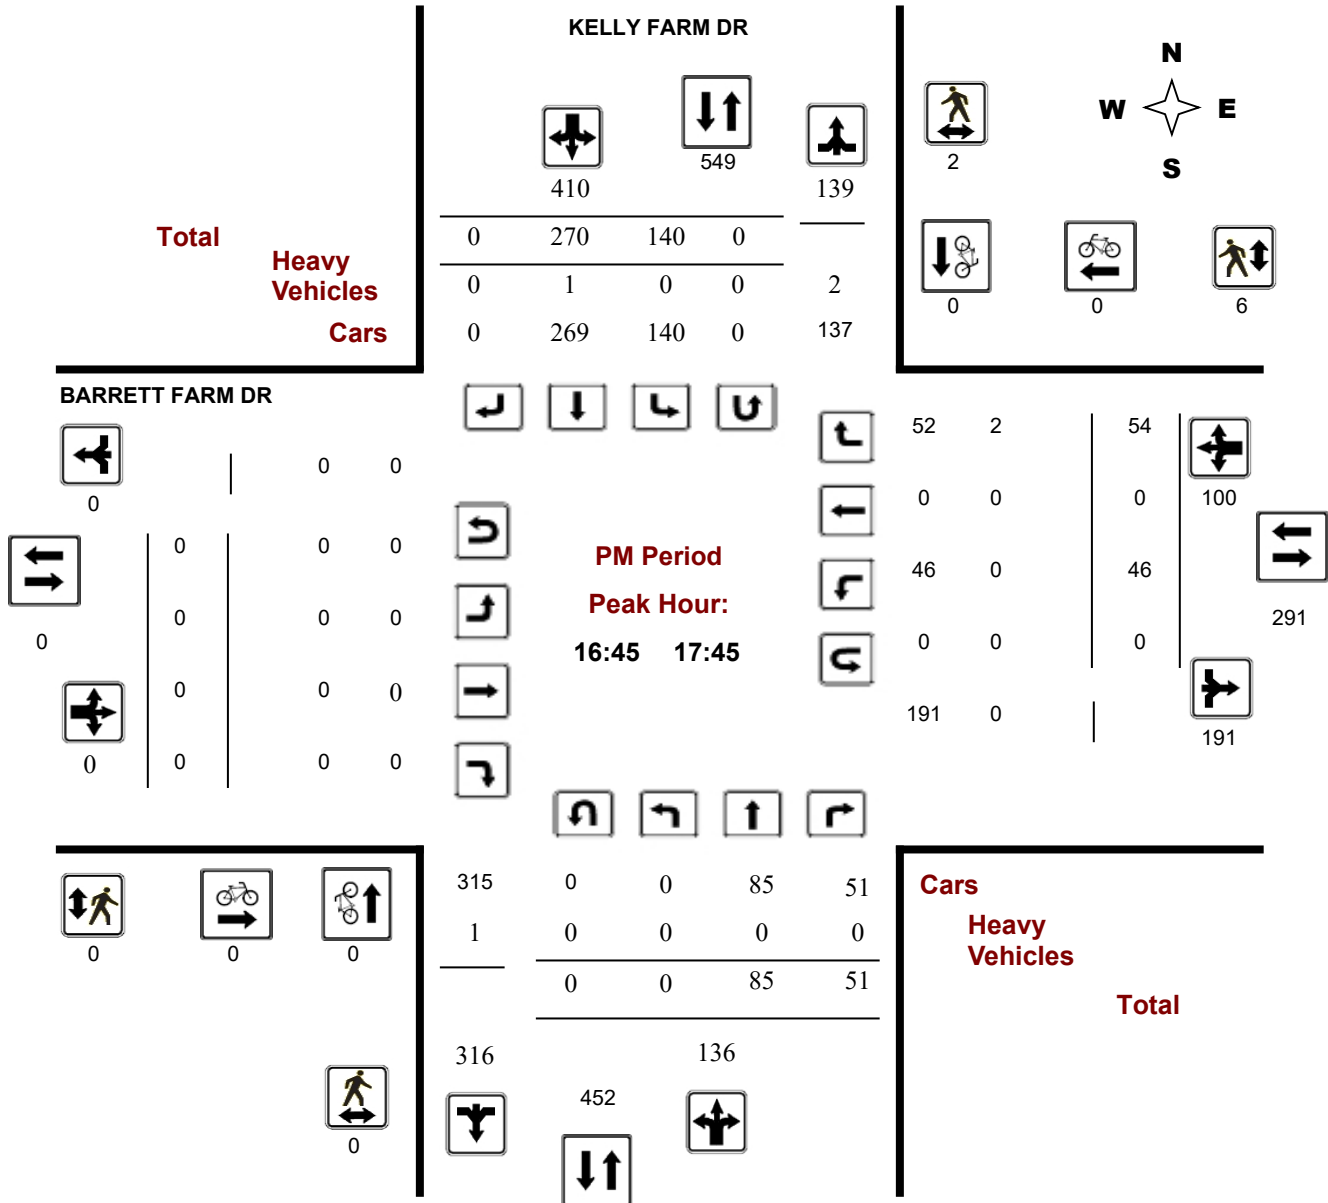 KELLY FARM DR
N
W E
S
549
2
410
139
Total
0 270 140 0
Heavy
Vehicles
0 1 0 0 2
Cars
0 269 140 0 137
0 0 6
BARRETT FARM DR
0 0
0
52 2 54
0 0 0 100
0 0 0
PM Period
46 0 46
0 0 0
Peak Hour:
291
0
16:45 17:45
0 0 0
0 0 0
191 0
191
0
0 0 0
315 0 0 85 51
Cars
1 0 0 0 0
Heavy
Vehicles
0 0 0
0 0 85 51
Total
316 136
452
0